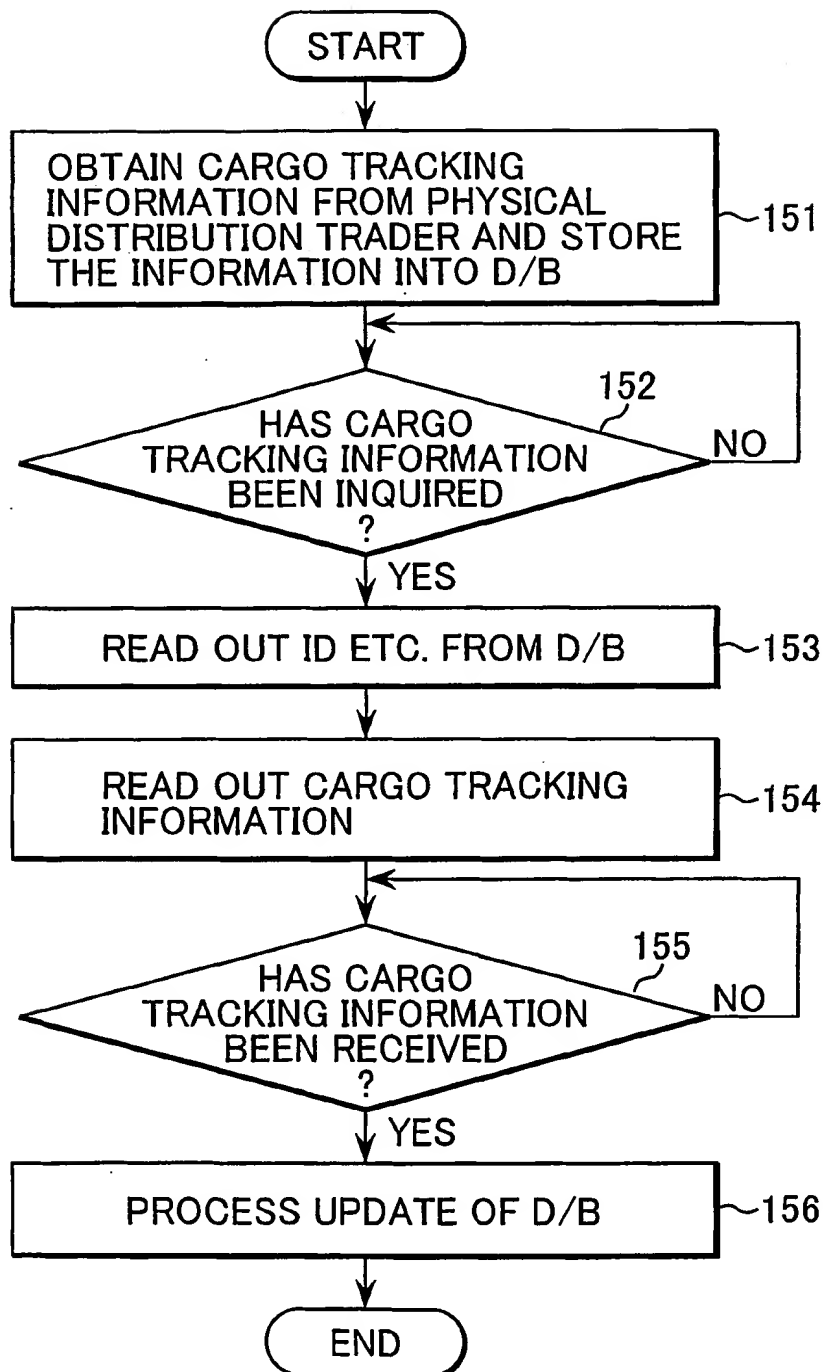 START
OBTAIN CARGO TRACKING
INFORMATION FROM PHYSICAL
DISTRIBUTION TRADER AND STORE
THE INFORMATION INTO D/B
151
152
HAS CARGO
TRACKING INFORMATION
BEEN INQUIRED
?
NO
YES
READ OUT ID ETC. FROM D/B
153
READ OUT CARGO TRACKING
INFORMATION
154
155
HAS CARGO
TRACKING INFORMATION
BEEN RECEIVED
?
NO
YES
PROCESS UPDATE OF D/B
156
END